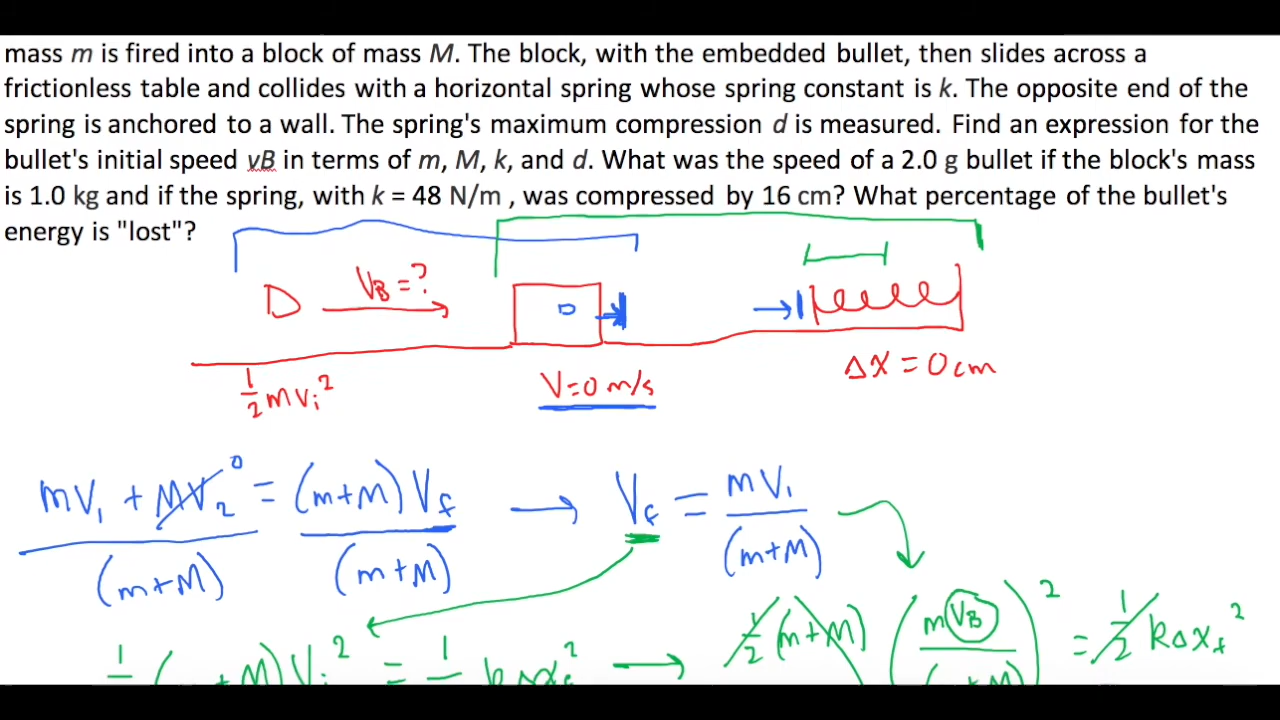 mass m is fired into a block of mass M. The block, with the embedded bullet, then slides across a
frictionless table and collides with a horizontal spring whose spring constant is k. The opposite end of the
spring is anchored to a wall. The spring's maximum compression d is measured. Find an expression for the
bullet's initial speed vB in terms of m, M, k, and d. What was the speed of a 2.0 g bullet if the block's mass
is 1.0 kg and if the spring, with k = 48 N/m , was compressed by 16 cm? What percentage of the bullet's
energy is "lost"?
VB = ?
1/2 m Vi²
V=0 m/s
Δx = 0cm
mV₁ + MV₂ 0 = (m+M) Vf → Vf = mV₁
(m+M) (m+M) (m+M)
1/2 (m+M) (mVB)² = 1/2 kΔxf²